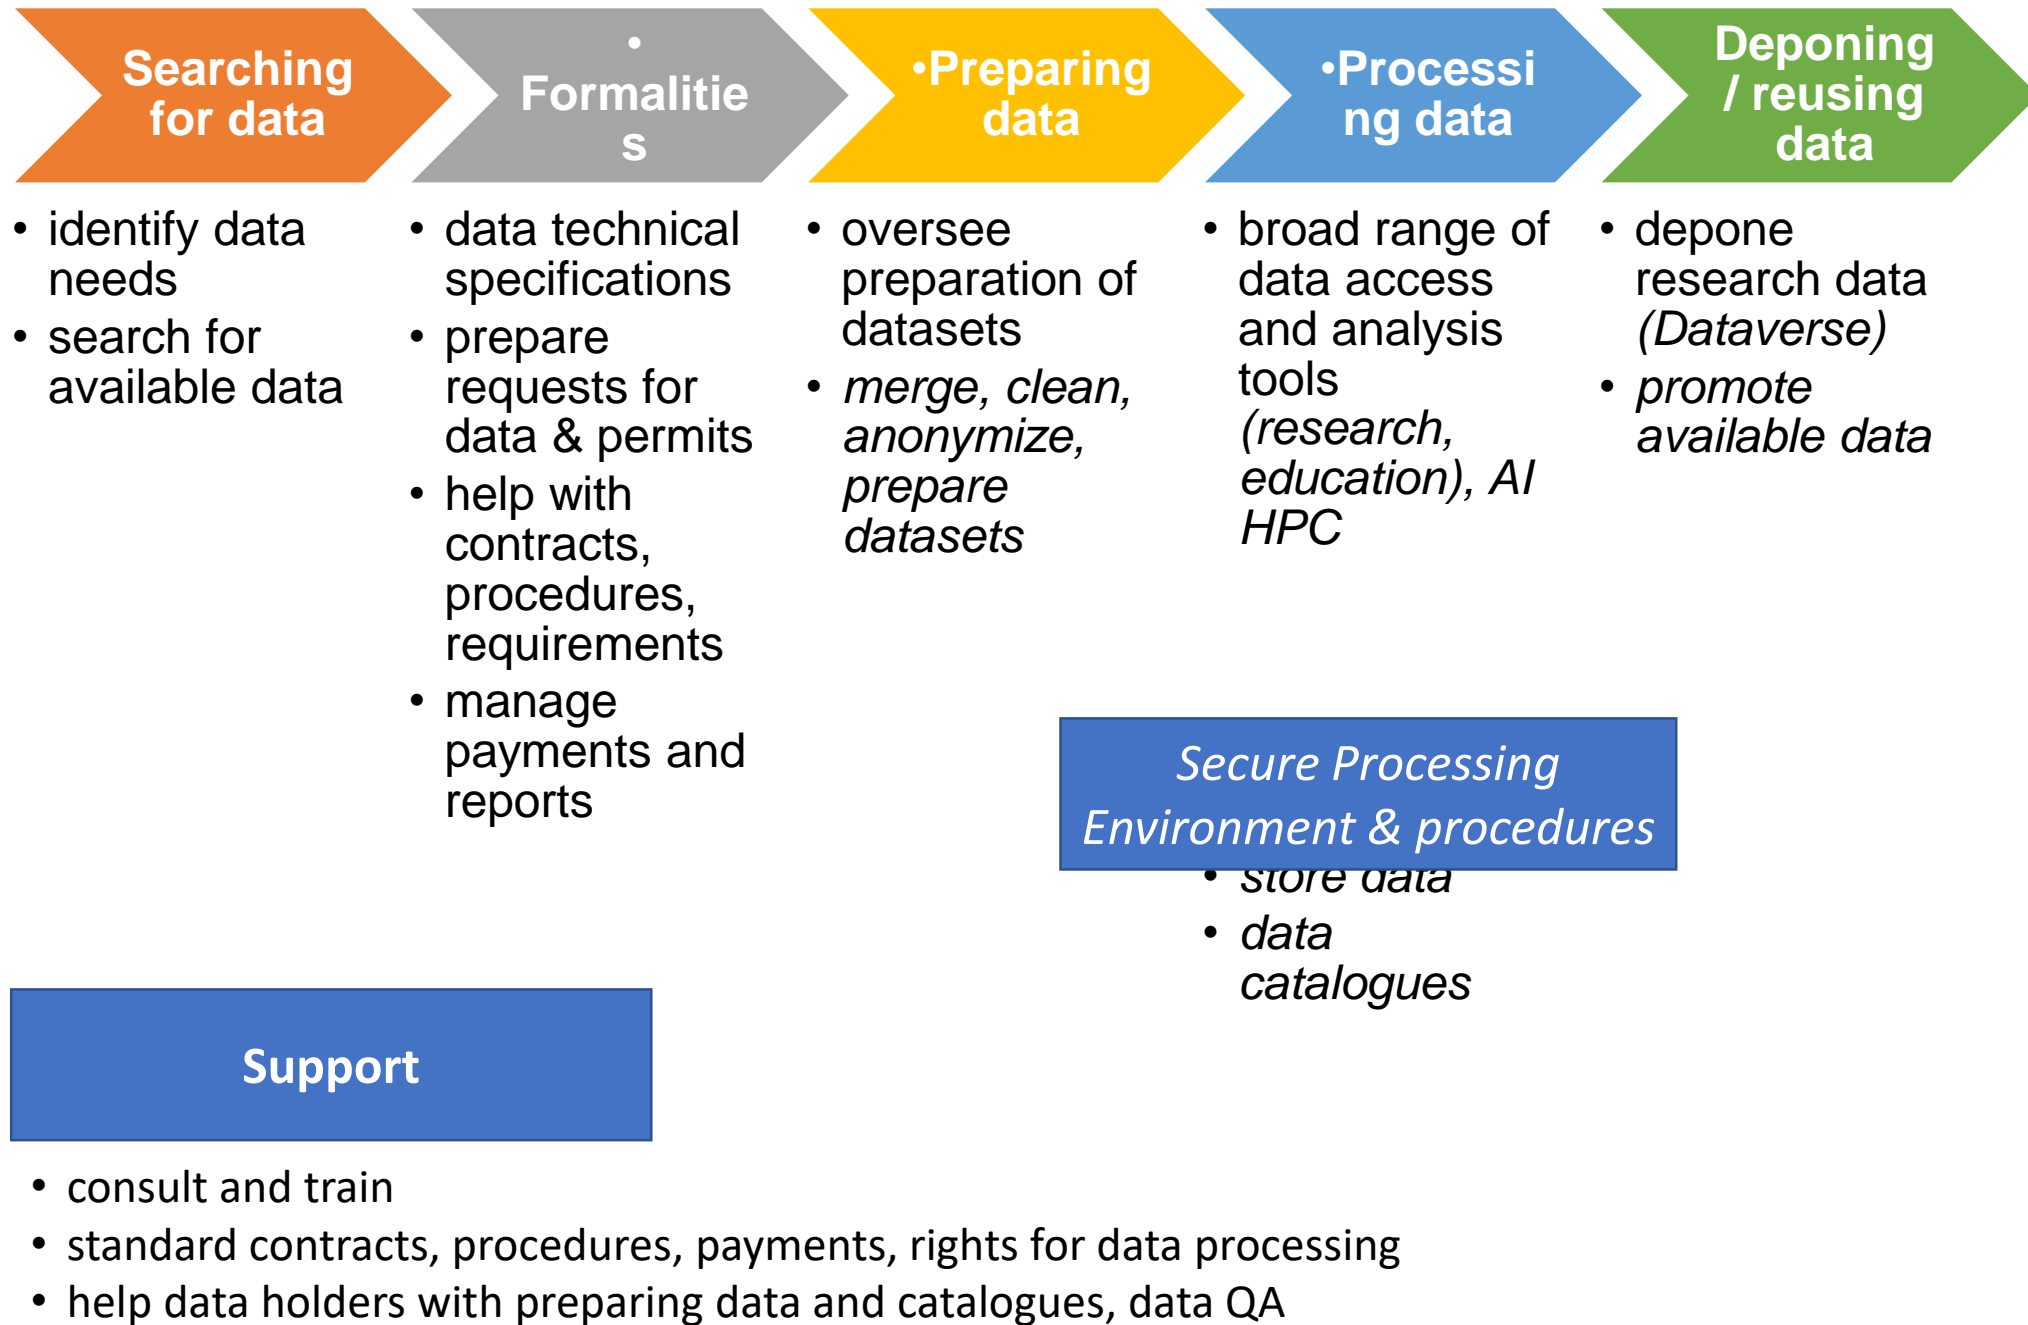 Searching
for data
•
Formalitie
s
•Preparing
data
•Processi
ng data
Deponing
/ reusing
data
• identify data
needs
• search for
available data
• data technical
specifications
• prepare
requests for
data & permits
• help with
contracts,
procedures,
requirements
• manage
payments and
reports
• oversee
preparation of
datasets
• merge, clean,
anonymize,
prepare
datasets
• broad range of
data access
and analysis
tools
(research,
education), AI
HPC
• depone
research data
(Dataverse)
• promote
available data
Secure Processing
Environment & procedures
• store data
• data
catalogues
Support
• consult and train
• standard contracts, procedures, payments, rights for data processing
• help data holders with preparing data and catalogues, data QA